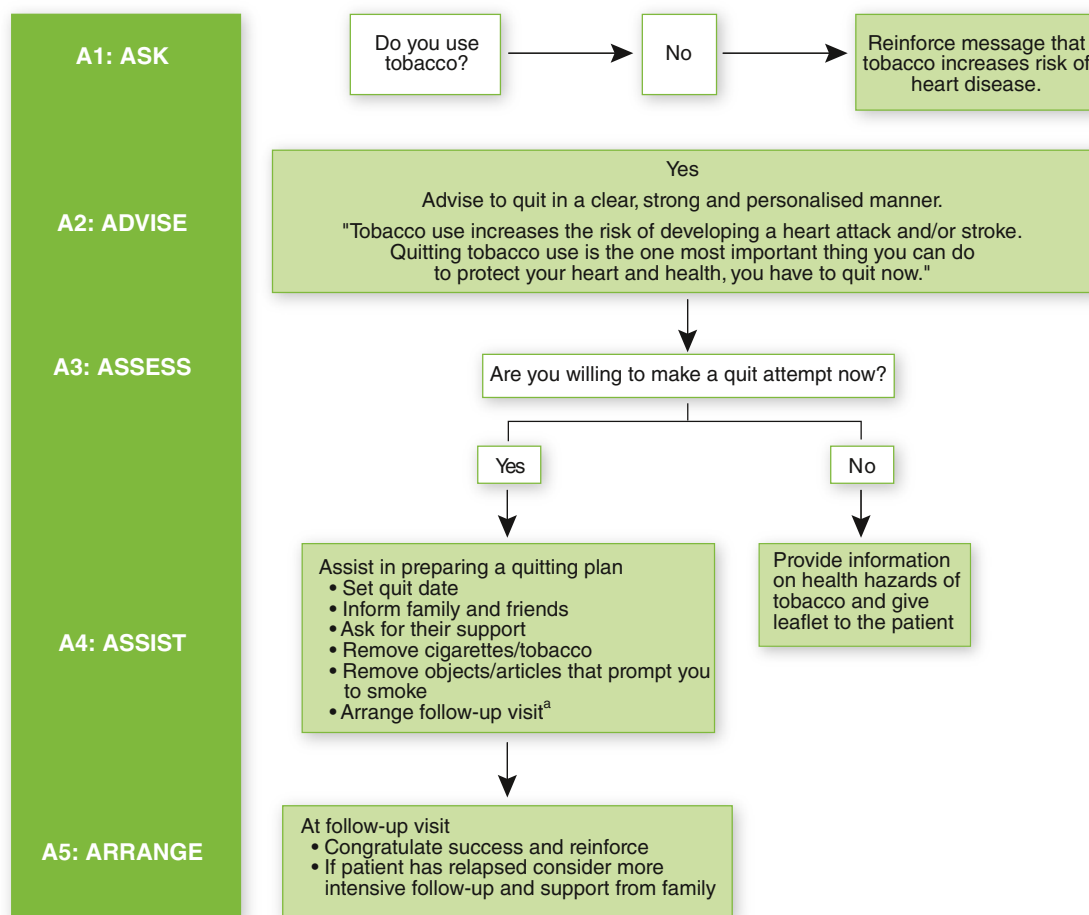 A1: ASK
Do you use
tobacco?
No
Reinforce message that
tobacco increases risk of
heart disease.
A2: ADVISE
Yes
Advise to quit in a clear, strong and personalised manner.
"Tobacco use increases the risk of developing a heart attack and/or stroke.
Quitting tobacco use is the one most important thing you can do
to protect your heart and health, you have to quit now."
A3: ASSESS
Are you willing to make a quit attempt now?
Yes
No
A4: ASSIST
Assist in preparing a quitting plan
• Set quit date
• Inform family and friends
• Ask for their support
• Remove cigarettes/tobacco
• Remove objects/articles that prompt you
to smoke
• Arrange follow-up visitᵃ
Provide information
on health hazards of
tobacco and give
leaflet to the patient
A5: ARRANGE
At follow-up visit
• Congratulate success and reinforce
• If patient has relapsed consider more
intensive follow-up and support from family